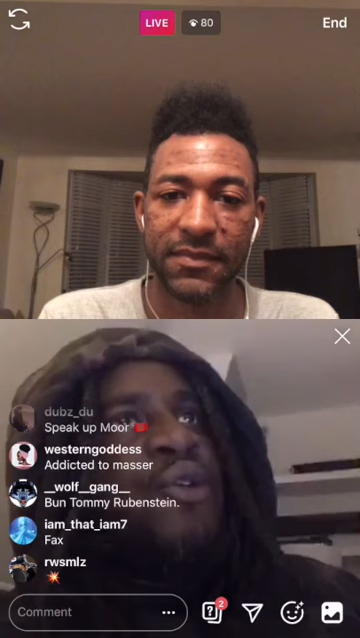 LIVE
80
End
dubz_du
Speak up Moor
westerngoddess
Addicted to masser
__wolf__gang__
Bun Tommy Rubenstein.
iam_that_iam7
Fax
rwsmlz
Comment
2